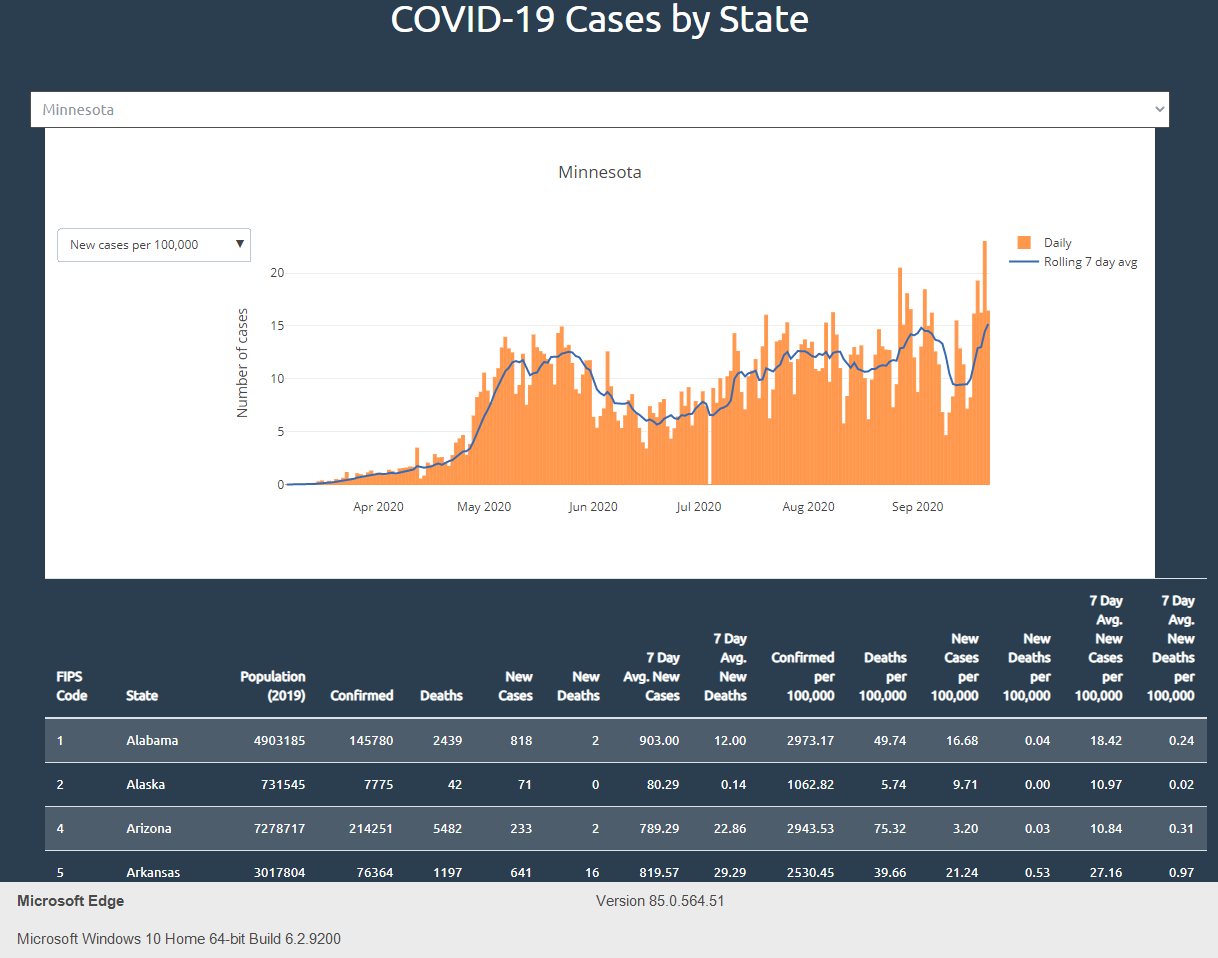 COVID-19 Cases by State
Minnesota
Minnesota
New cases per 100,000 ▼
Daily
Rolling 7 day avg
Number of cases
20
15
10
5
0
Apr 2020 May 2020 Jun 2020 Jul 2020 Aug 2020 Sep 2020
FIPS Code State Population (2019) Confirmed Deaths New Cases New Deaths 7 Day Avg. New Cases 7 Day Avg. New Deaths Confirmed per 100,000 Deaths per 100,000 New Cases per 100,000 New Deaths per 100,000 7 Day Avg. New Cases per 100,000 7 Day Avg. New Deaths per 100,000
1 Alabama 4903185 145780 2439 818 2 903.00 12.00 2973.17 49.74 16.68 0.04 18.42 0.24
2 Alaska 731545 7775 42 71 0 80.29 0.14 1062.82 5.74 9.71 0.00 10.97 0.02
4 Arizona 7278717 214251 5482 233 2 789.29 22.86 2943.53 75.32 3.20 0.03 10.84 0.31
5 Arkansas 3017804 76364 1197 641 16 819.57 29.29 2530.45 39.66 21.24 0.53 27.16 0.97
Microsoft Edge Version 85.0.564.51
Microsoft Windows 10 Home 64-bit Build 6.2.9200